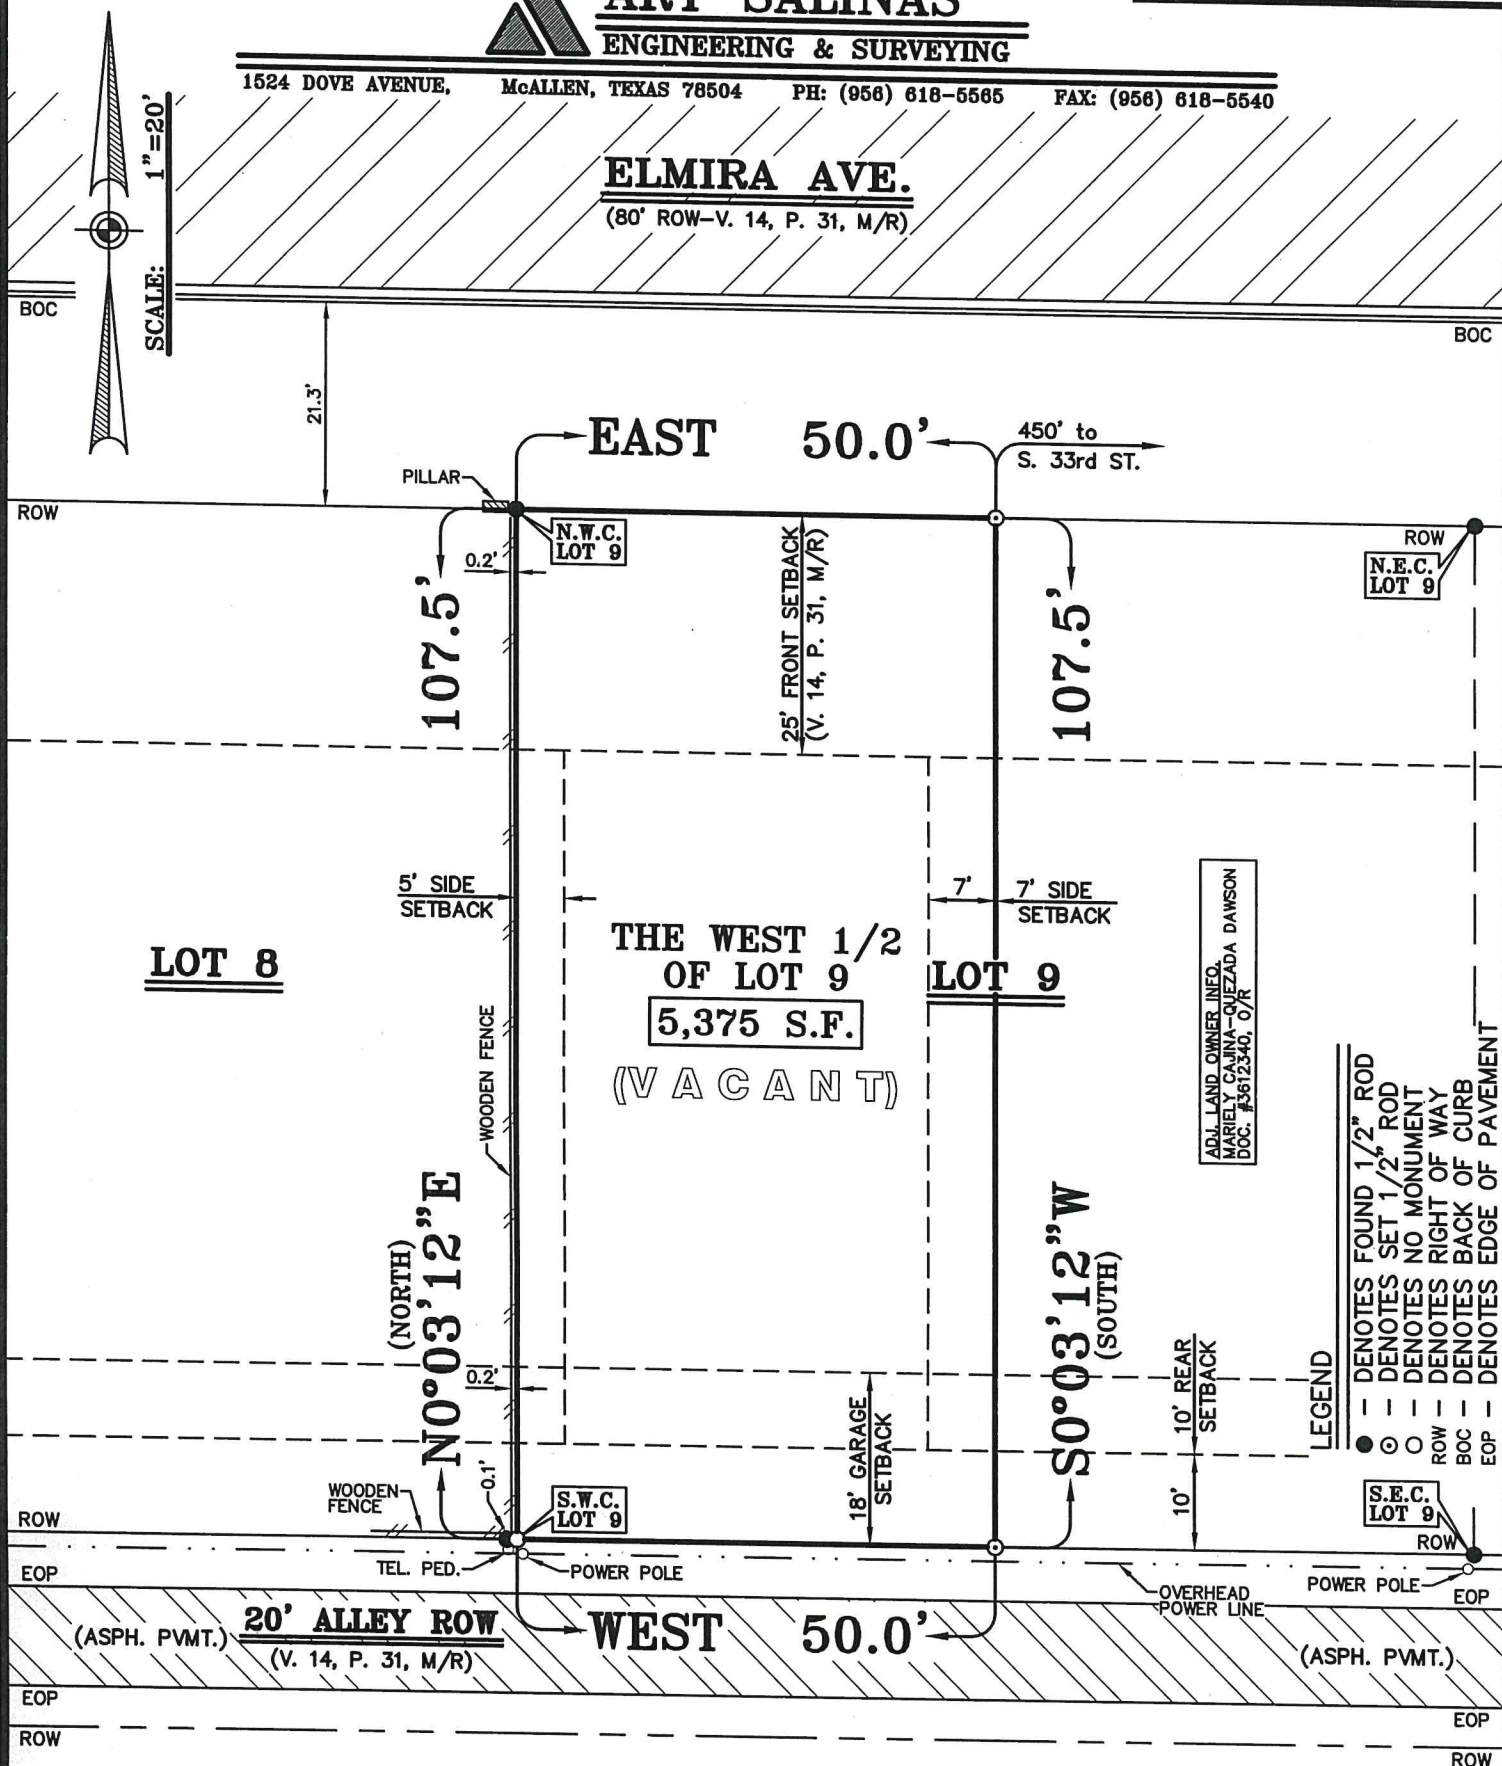 ART SALINAS
ENGINEERING & SURVEYING
1524 DOVE AVENUE, McALLEN, TEXAS 78504 PH: (956) 618-5565 FAX: (956) 618-5540
SCALE: 1"=20'
ELMIRA AVE.
(80' ROW-V. 14, P. 31, M/R)
BOC
BOC
21.3'
EAST 50.0'
450' to
S. 33rd ST.
PILLAR
ROW
N.W.C.
LOT 9
0.2'
ROW
N.E.C.
LOT 9
107.5'
25' FRONT SETBACK
(V. 14, P. 31, M/R)
107.5'
5' SIDE
SETBACK
7'
7' SIDE
SETBACK
LOT 8
THE WEST 1/2
OF LOT 9
5,375 S.F.
(VACANT)
LOT 9
ADJ. LAND OWNER INFO.
MARIELY CAJINA-QUEZADA DAWSON
DOC. #3612340, O/R
WOODEN FENCE
N0°03'12"E
(NORTH)
S0°03'12"W
(SOUTH)
LEGEND
● - DENOTES FOUND 1/2" ROD
⊙ - DENOTES SET 1/2" ROD
○ - DENOTES NO MONUMENT
ROW - DENOTES RIGHT OF WAY
BOC - DENOTES BACK OF CURB
EOP - DENOTES EDGE OF PAVEMENT
0.2'
18' GARAGE
SETBACK
10' REAR
SETBACK
10'
WOODEN
FENCE
0.1'
S.W.C.
LOT 9
S.E.C.
LOT 9
ROW
ROW
TEL. PED.
POWER POLE
EOP
OVERHEAD
POWER LINE
POWER POLE
EOP
(ASPH. PVMT.)
20' ALLEY ROW
(V. 14, P. 31, M/R)
WEST 50.0'
(ASPH. PVMT.)
EOP
EOP
ROW
ROW